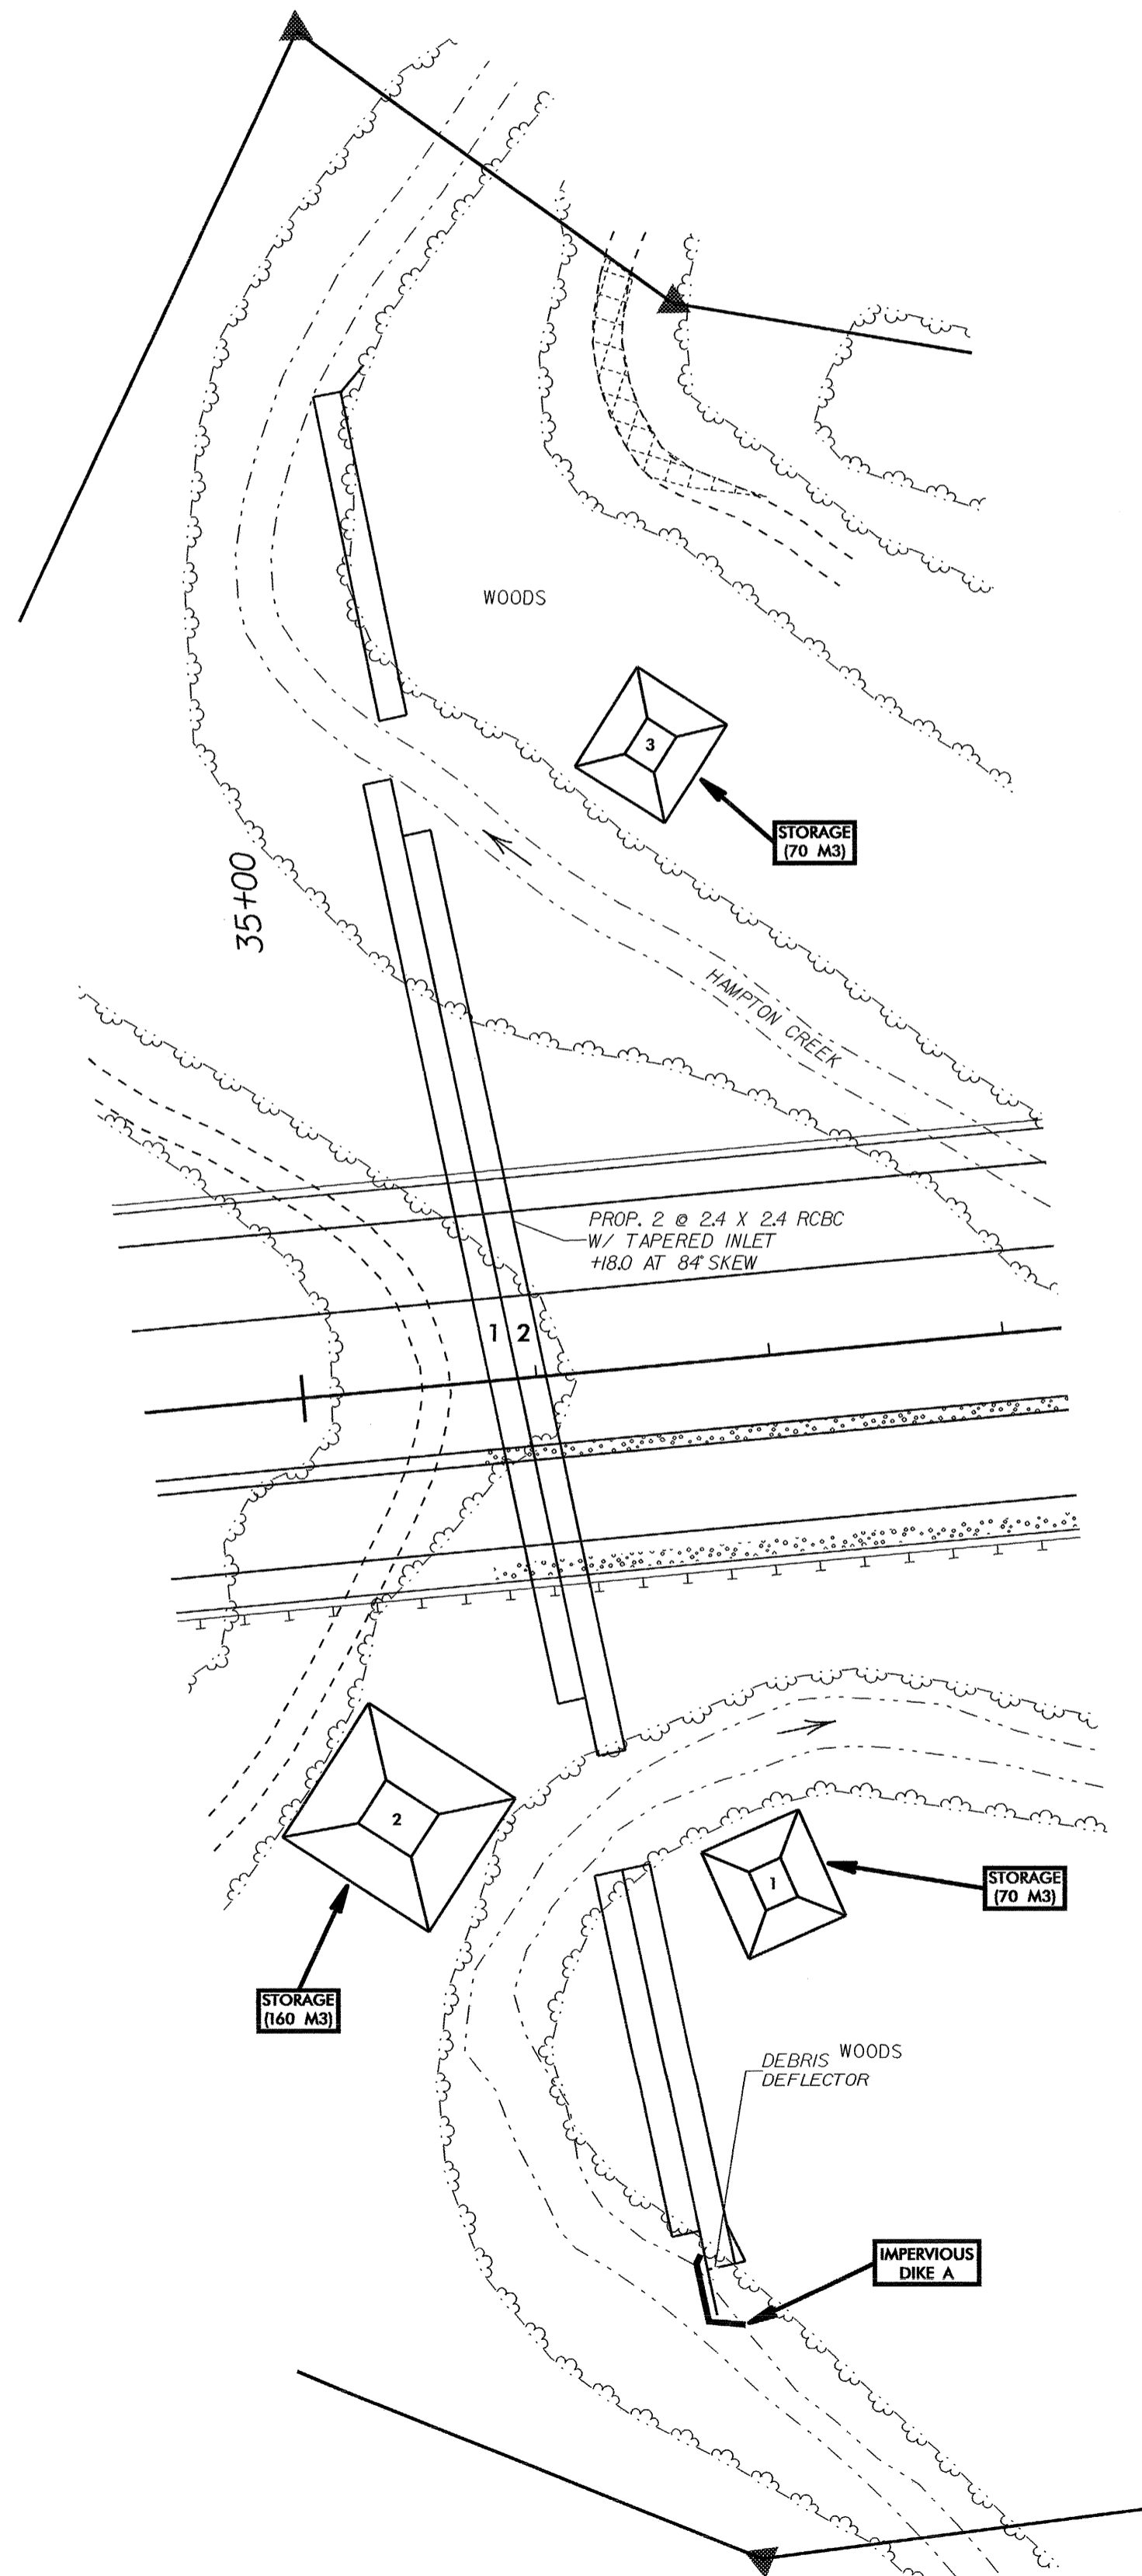 WOODS
3
STORAGE
(70 M3)
35+00
HAMPTON CREEK
PROP. 2 @ 2.4 X 2.4 RCBC
W/ TAPERED INLET
+18.0 AT 84° SKEW
1 2
2
1
STORAGE
(70 M3)
STORAGE
(160 M3)
WOODS
DEBRIS
DEFLECTOR
IMPERVIOUS
DIKE A